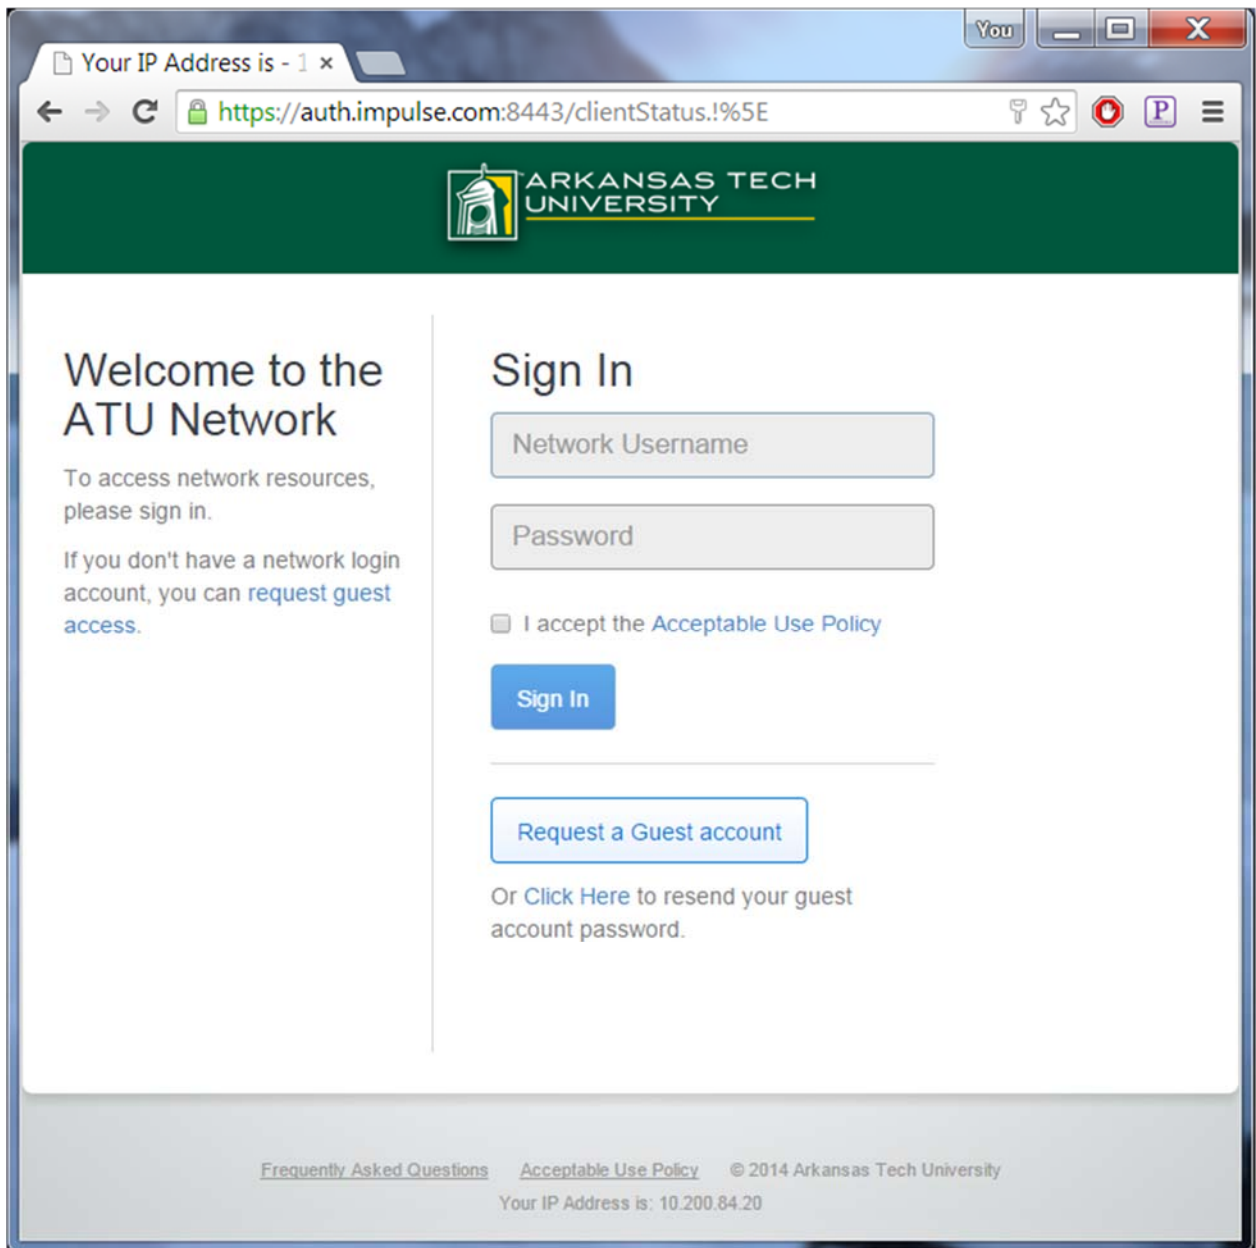 You
Your IP Address is - 1
https://auth.impulse.com:8443/clientStatus.!%5E
P
ARKANSAS TECH
UNIVERSITY
Welcome to the
ATU Network
To access network resources,
please sign in.
If you don't have a network login
account, you can request guest
access.
Sign In
Network Username
Password
I accept the Acceptable Use Policy
Sign In
Request a Guest account
Or Click Here to resend your guest
account password.
Frequently Asked Questions Acceptable Use Policy © 2014 Arkansas Tech University
Your IP Address is: 10.200.84.20